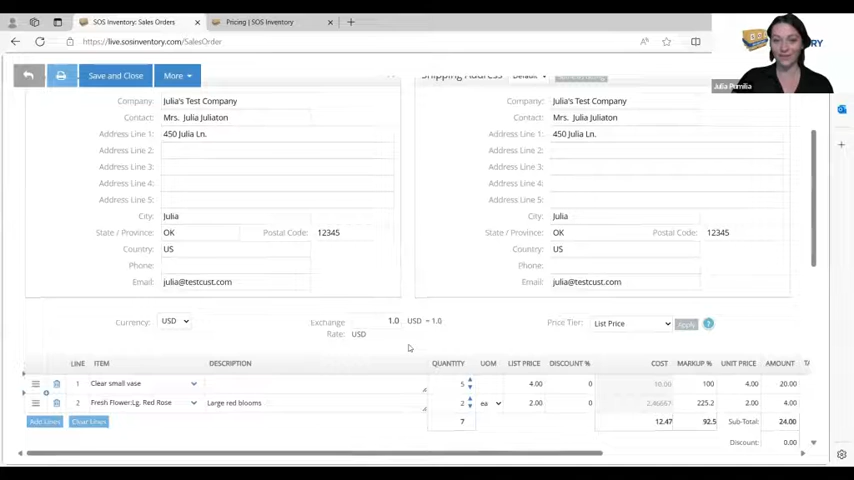 SOS Inventory: Sales Orders
Pricing | SOS Inventory
https://live.sosinventory.com/SalesOrder
Save and Close
More
Julia Pomilia
Shipping Address
Default
Company: Julia's Test Company
Company: Julia's Test Company
Contact: Mrs. Julia Juliaton
Contact: Mrs. Julia Juliaton
Address Line 1: 450 Julia Ln.
Address Line 1: 450 Julia Ln.
Address Line 2:
Address Line 2:
Address Line 3:
Address Line 3:
Address Line 4:
Address Line 4:
Address Line 5:
Address Line 5:
City: Julia
City: Julia
State / Province: OK Postal Code: 12345
State / Province: OK Postal Code: 12345
Country: US
Country: US
Phone:
Phone:
Email: julia@testcust.com
Email: julia@testcust.com
Currency: USD Exchange Rate: 1.0 USD = 1.0 USD Price Tier: List Price Apply ?
LINE ITEM DESCRIPTION QUANTITY UOM LIST PRICE DISCOUNT % COST MARKUP % UNIT PRICE AMOUNT
1 Clear small vase 5 4.00 0 10.00 100 4.00 20.00
2 Fresh Flower:Lg. Red Rose Large red blooms 2 ea 2.00 0 2.46667 225.2 2.00 4.00
Add Lines Clear Lines 7 12.47 92.5 Sub-Total: 24.00
Discount: 0.00